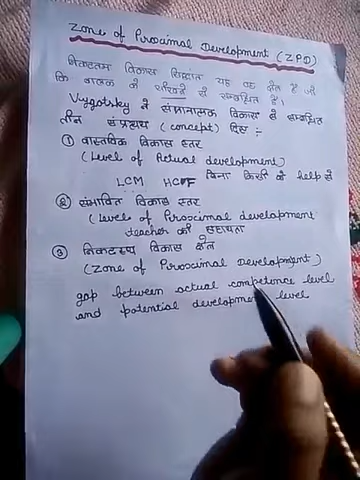 Zone of Proximal Development (ZPD)
निकटतम विकास सिद्धांत यह वह क्षेत्र है जो
कि बालक के सीखने से सम्बन्धित है।
Vygotsky ने संज्ञानात्मक विकास से सम्बन्धित
तीन संप्रत्यय (concept) दिए :-
① वास्तविक विकास स्तर
(Level of Actual development)
LCM HCF बिना किसी की help से
② संभावित विकास स्तर
(Levels of Proximal development
teacher की सहायता
③ निकटस्थ विकास क्षेत्र
(Zone of Proximal Development)
gap between actual competence level
and potential development level